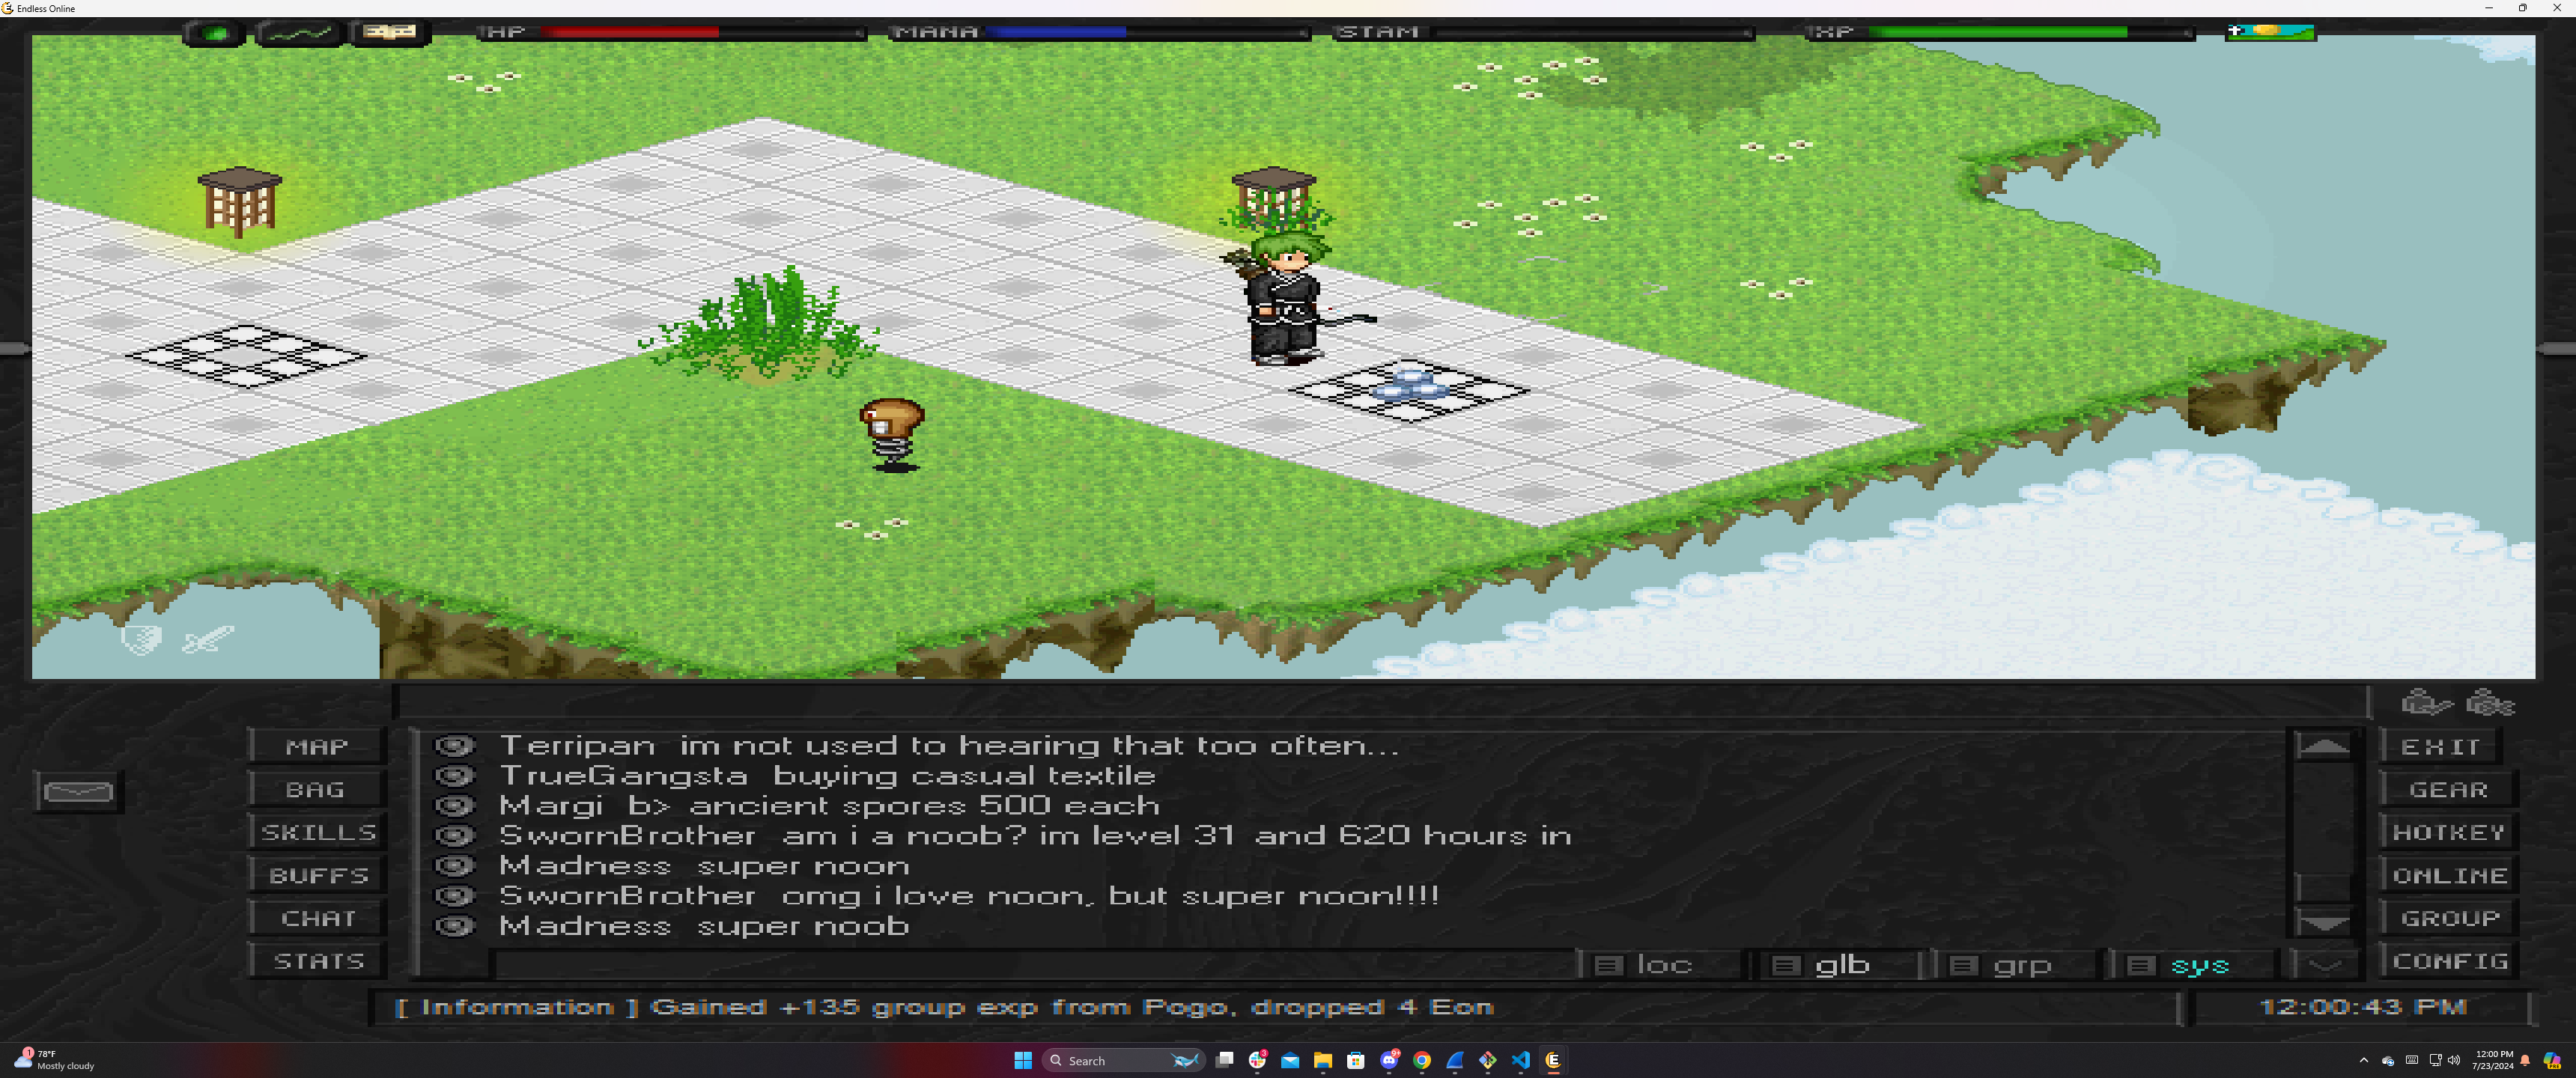 Endless Online
HP
MANA
STAM
XP
MAP
BAG
SKILLS
BUFFS
CHAT
STATS
Terripan im not used to hearing that too often...
TrueGangsta buying casual textile
Margi b> ancient spores 500 each
SwornBrother am i a noob? im level 31 and 620 hours in
Madness super noon
SwornBrother omg i love noon, but super noon!!!!
Madness super noob
loc
glb
grp
sys
EXIT
GEAR
HOTKEY
ONLINE
GROUP
CONFIG
[ Information ] Gained +135 group exp from Pogo, dropped 4 Eon
12:00:43 PM
1
78°F
Mostly cloudy
Search
3
9+
12:00 PM
7/23/2024